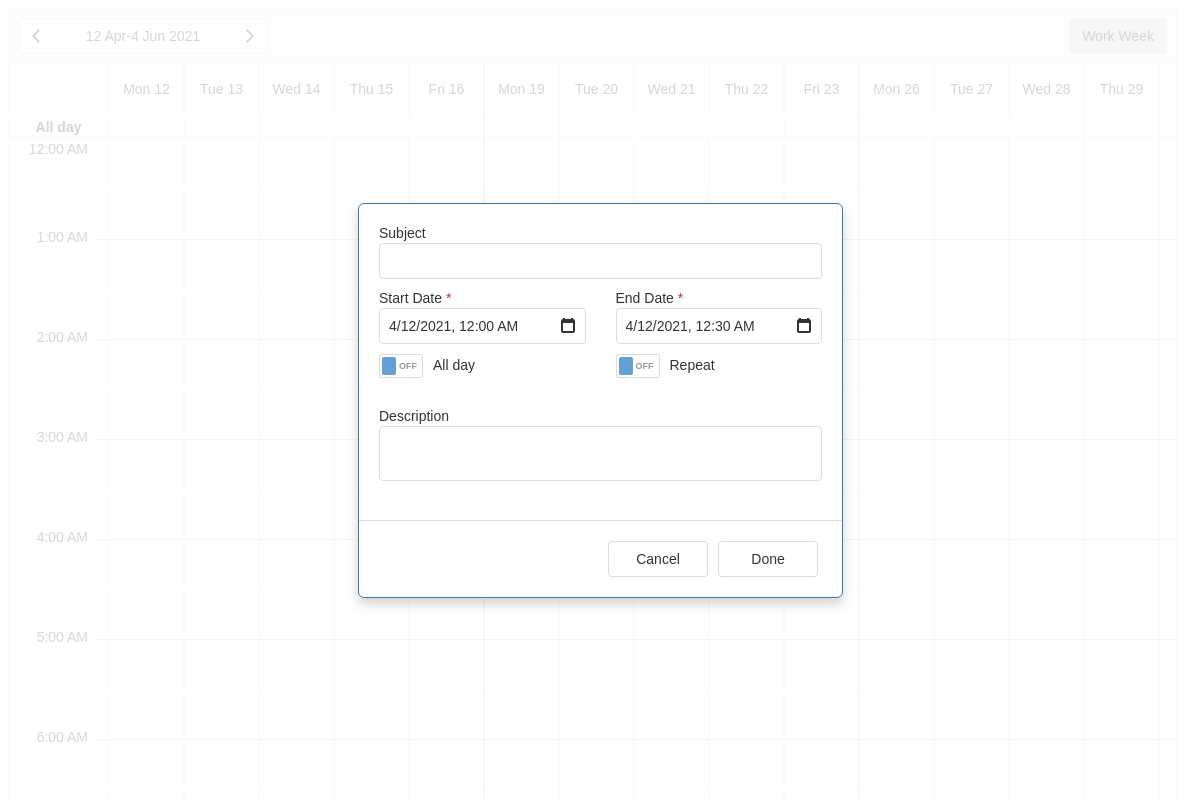 12 Apr-4 Jun 2021 Work Week
Mon 12 Tue 13 Wed 14 Thu 15 Fri 16 Mon 19 Tue 20 Wed 21 Thu 22 Fri 23 Mon 26 Tue 27 Wed 28 Thu 29
All day
12:00 AM
1:00 AM
2:00 AM
3:00 AM
4:00 AM
5:00 AM
6:00 AM
Subject
Start Date * End Date *
4/12/2021, 12:00 AM 4/12/2021, 12:30 AM
OFF All day OFF Repeat
Description
Cancel Done